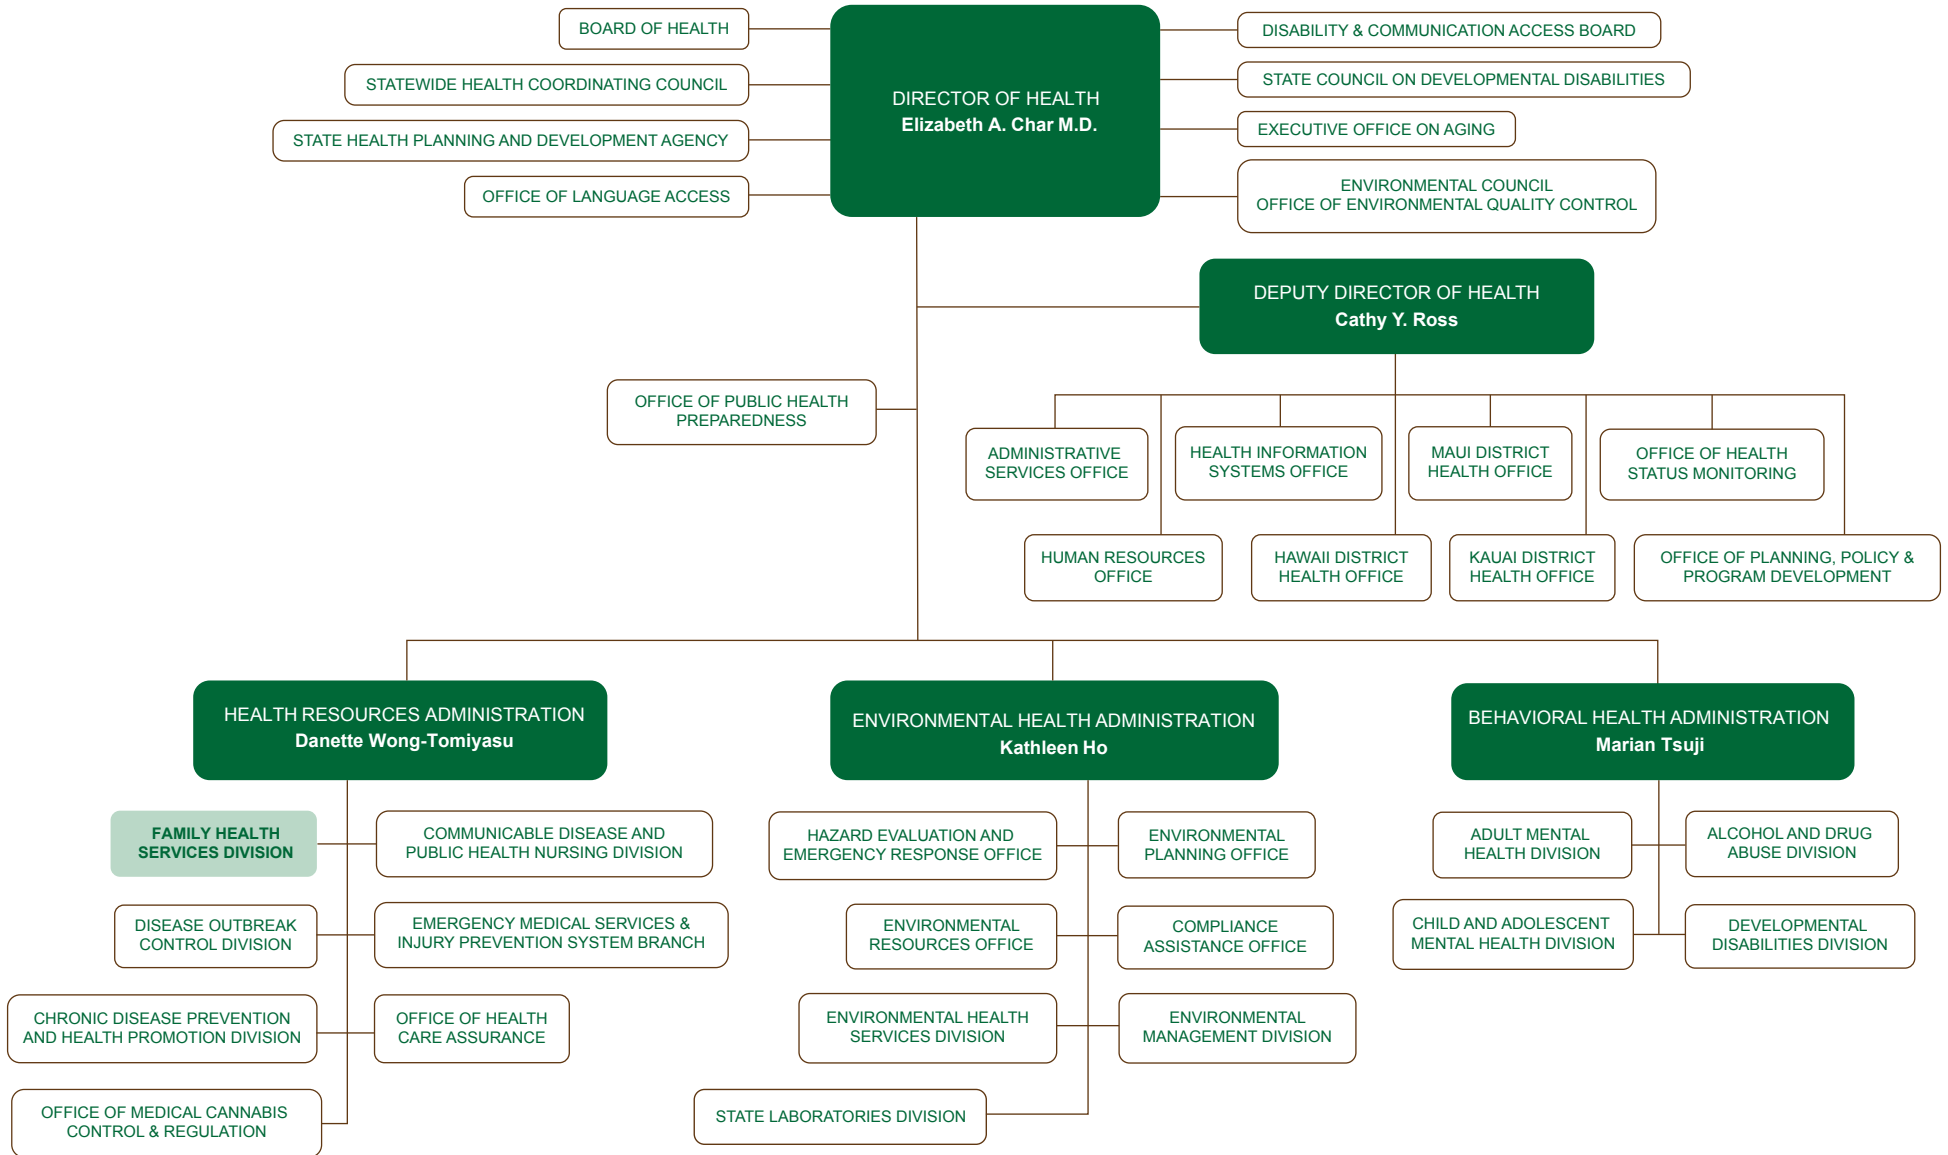 BOARD OF HEALTH
STATEWIDE HEALTH COORDINATING COUNCIL
STATE HEALTH PLANNING AND DEVELOPMENT AGENCY
OFFICE OF LANGUAGE ACCESS
DIRECTOR OF HEALTH
Elizabeth A. Char M.D.
DISABILITY & COMMUNICATION ACCESS BOARD
STATE COUNCIL ON DEVELOPMENTAL DISABILITIES
EXECUTIVE OFFICE ON AGING
ENVIRONMENTAL COUNCIL
OFFICE OF ENVIRONMENTAL QUALITY CONTROL
DEPUTY DIRECTOR OF HEALTH
Cathy Y. Ross
OFFICE OF PUBLIC HEALTH
PREPAREDNESS
ADMINISTRATIVE
SERVICES OFFICE
HEALTH INFORMATION
SYSTEMS OFFICE
MAUI DISTRICT
HEALTH OFFICE
OFFICE OF HEALTH
STATUS MONITORING
HUMAN RESOURCES
OFFICE
HAWAII DISTRICT
HEALTH OFFICE
KAUAI DISTRICT
HEALTH OFFICE
OFFICE OF PLANNING, POLICY &
PROGRAM DEVELOPMENT
HEALTH RESOURCES ADMINISTRATION
Danette Wong-Tomiyasu
ENVIRONMENTAL HEALTH ADMINISTRATION
Kathleen Ho
BEHAVIORAL HEALTH ADMINISTRATION
Marian Tsuji
FAMILY HEALTH
SERVICES DIVISION
COMMUNICABLE DISEASE AND
PUBLIC HEALTH NURSING DIVISION
DISEASE OUTBREAK
CONTROL DIVISION
EMERGENCY MEDICAL SERVICES &
INJURY PREVENTION SYSTEM BRANCH
CHRONIC DISEASE PREVENTION
AND HEALTH PROMOTION DIVISION
OFFICE OF HEALTH
CARE ASSURANCE
OFFICE OF MEDICAL CANNABIS
CONTROL & REGULATION
HAZARD EVALUATION AND
EMERGENCY RESPONSE OFFICE
ENVIRONMENTAL
PLANNING OFFICE
ENVIRONMENTAL
RESOURCES OFFICE
COMPLIANCE
ASSISTANCE OFFICE
ENVIRONMENTAL HEALTH
SERVICES DIVISION
ENVIRONMENTAL
MANAGEMENT DIVISION
STATE LABORATORIES DIVISION
ADULT MENTAL
HEALTH DIVISION
ALCOHOL AND DRUG
ABUSE DIVISION
CHILD AND ADOLESCENT
MENTAL HEALTH DIVISION
DEVELOPMENTAL
DISABILITIES DIVISION